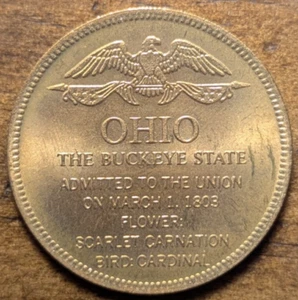 OHIO
THE BUCKEYE STATE
ADMITTED TO THE UNION
ON MARCH 1, 1803
FLOWER:
SCARLET CARNATION
BIRD: CARDINAL